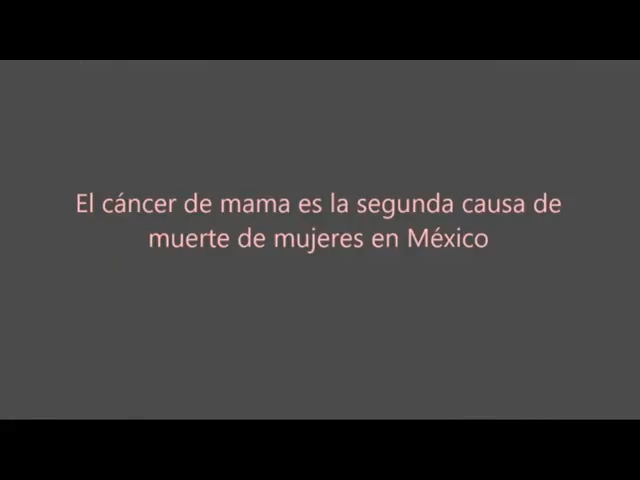 El cáncer de mama es la segunda causa de
muerte de mujeres en México